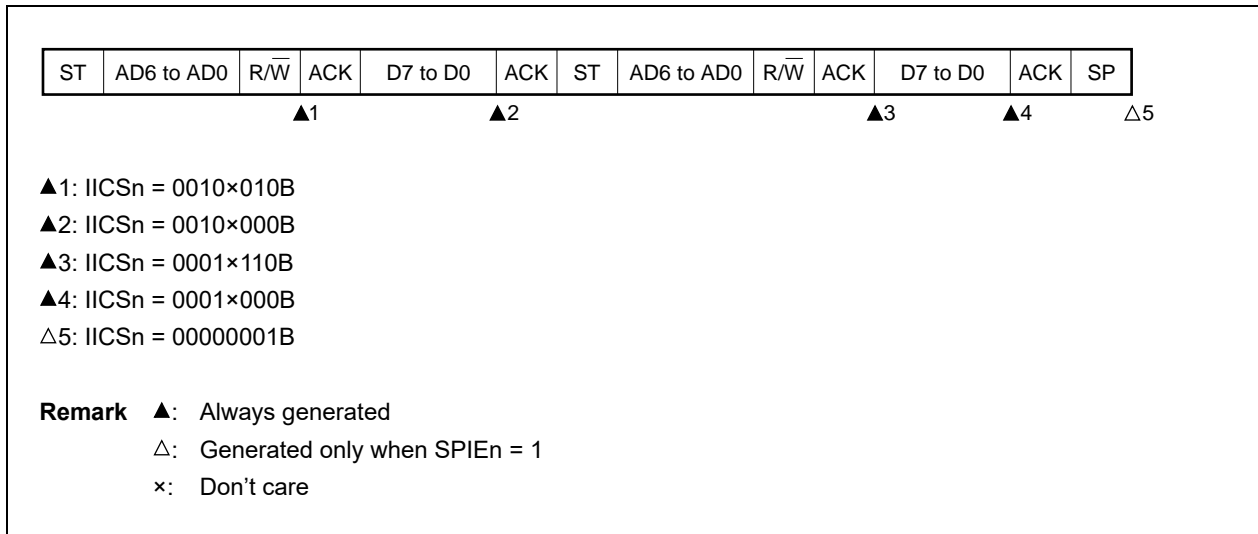 ST AD6 to AD0 R/W̅ ACK D7 to D0 ACK ST AD6 to AD0 R/W̅ ACK D7 to D0 ACK SP
▲1 ▲2 ▲3 ▲4 △5
▲1: IICSn = 0010×010B
▲2: IICSn = 0010×000B
▲3: IICSn = 0001×110B
▲4: IICSn = 0001×000B
△5: IICSn = 00000001B
Remark ▲: Always generated
△: Generated only when SPIEn = 1
×: Don't care